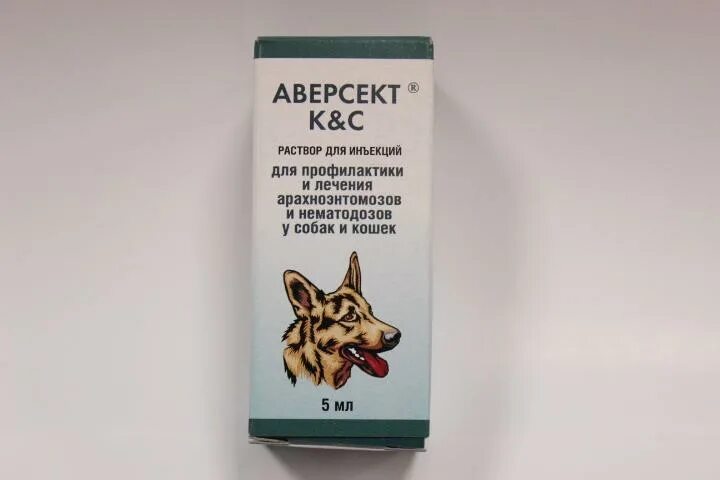 АВЕРСЕКТ ®
К&С
РАСТВОР ДЛЯ ИНЪЕКЦИЙ
для профилактики
и лечения
арахноэнтомозов
и нематодозов
у собак и кошек
5 мл